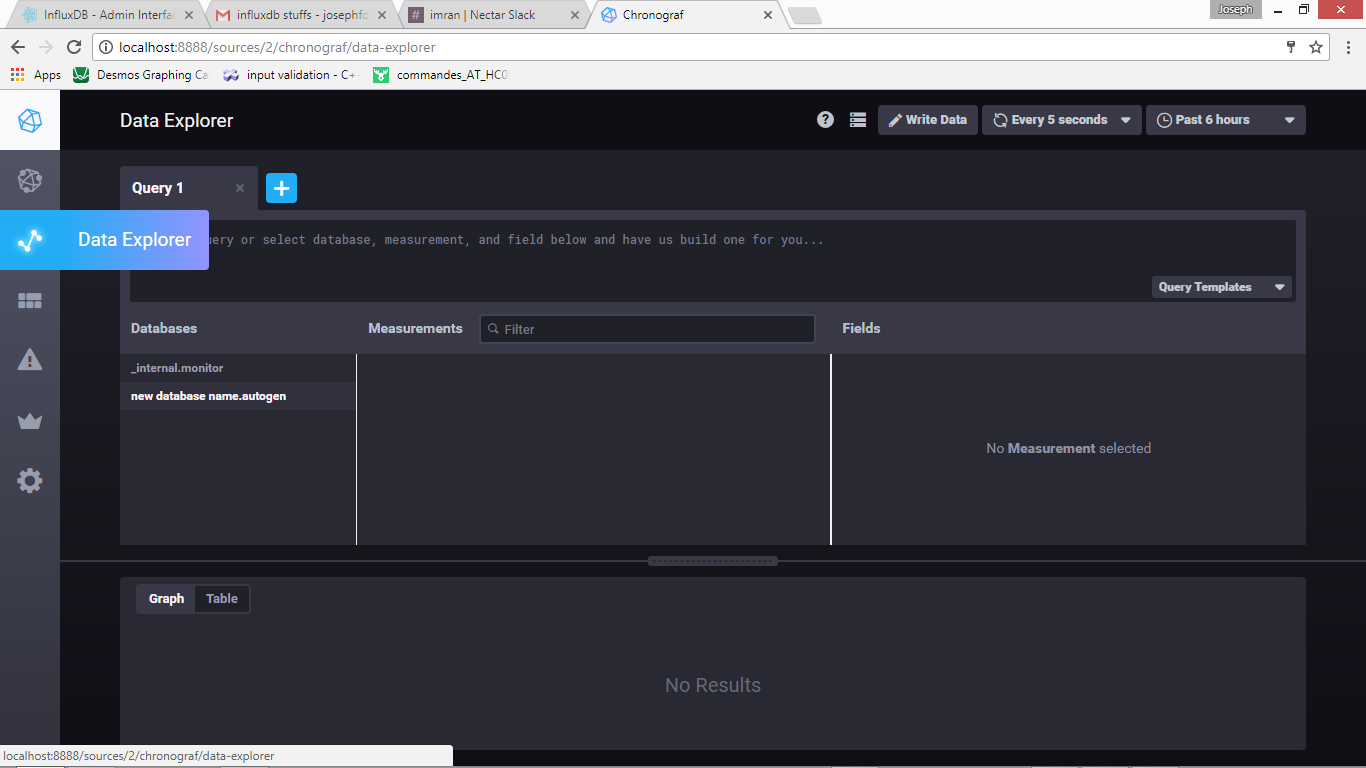 InfluxDB - Admin Interfac
influxdb stuffs - josephfo
imran | Nectar Slack
Chronograf
Joseph
localhost:8888/sources/2/chronograf/data-explorer
Apps
Desmos Graphing Ca
input validation - C+
commandes_AT_HC0
Data Explorer
?
Write Data
Every 5 seconds
Past 6 hours
Query 1
Data Explorer
uery or select database, measurement, and field below and have us build one for you...
Query Templates
Databases
Measurements
Filter
Fields
_internal.monitor
new database name.autogen
No Measurement selected
Graph
Table
No Results
localhost:8888/sources/2/chronograf/data-explorer